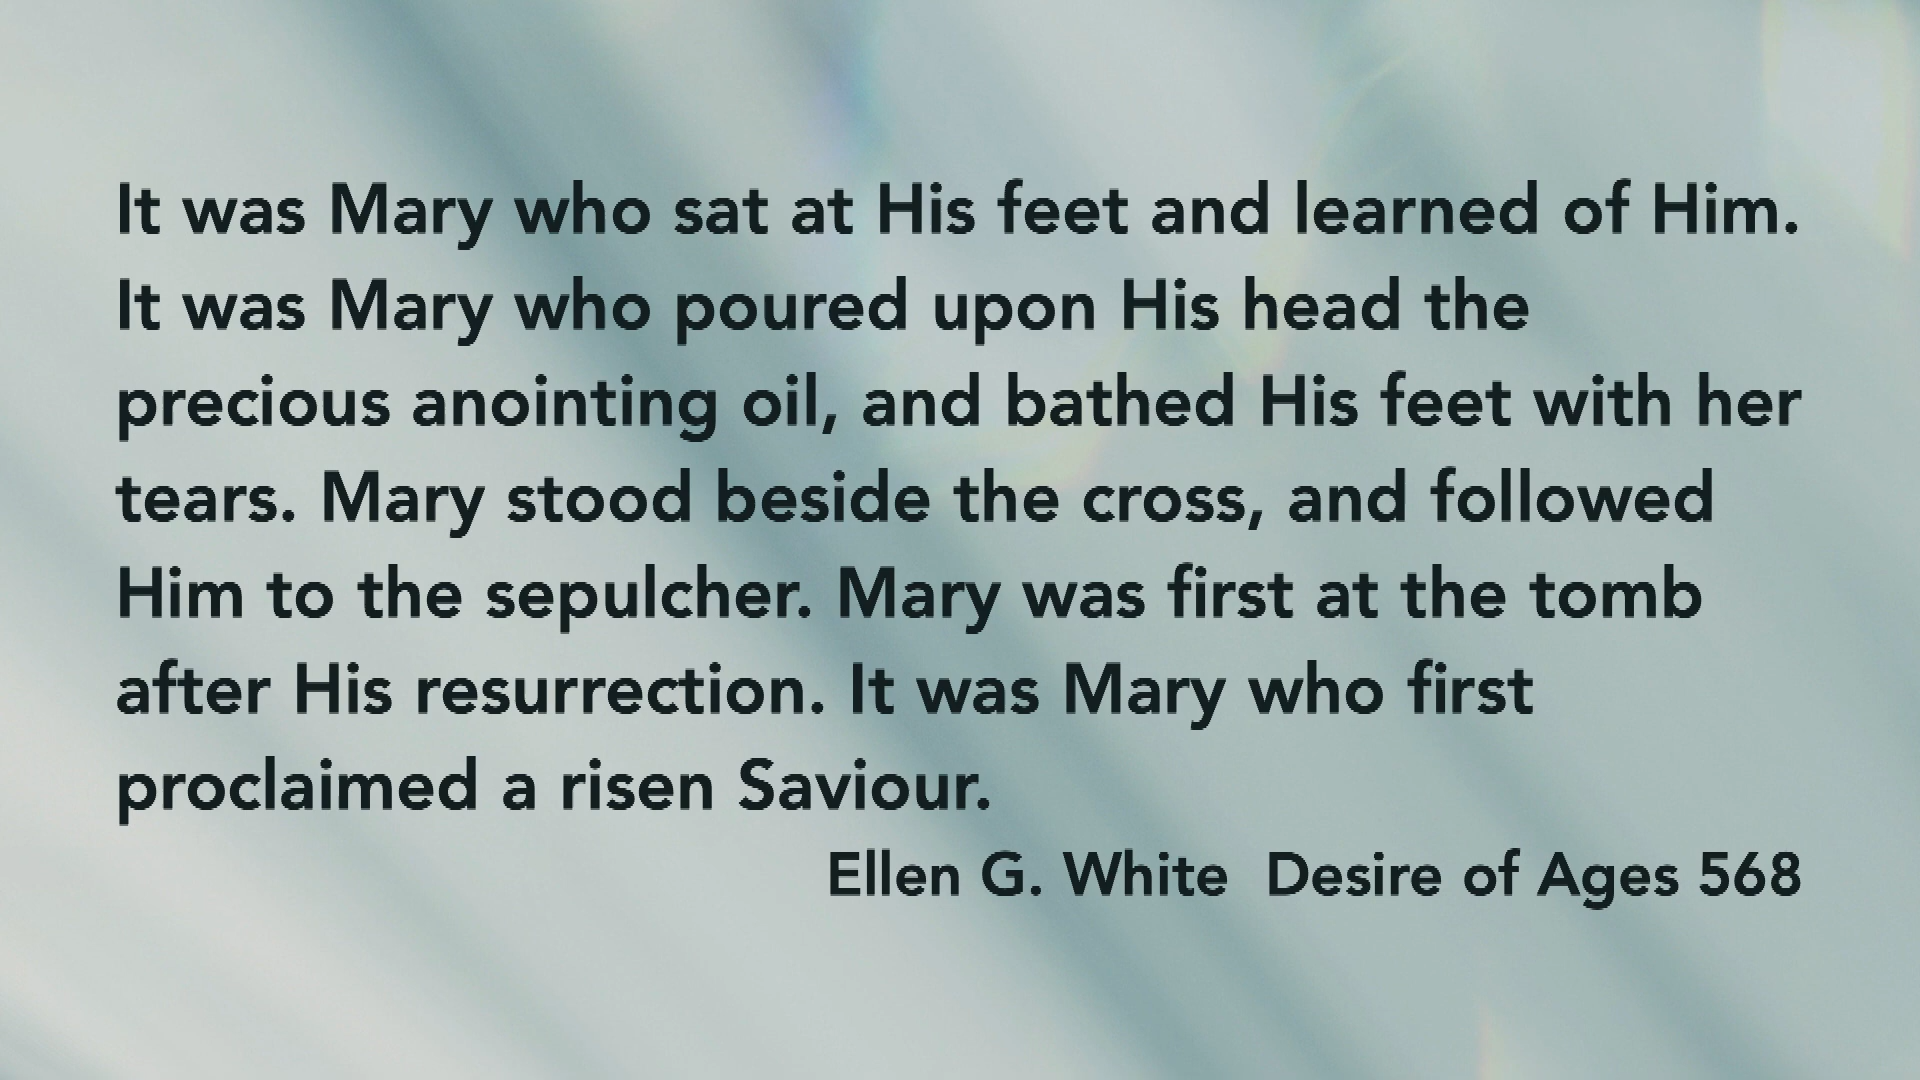 It was Mary who sat at His feet and learned of Him.
It was Mary who poured upon His head the
precious anointing oil, and bathed His feet with her
tears. Mary stood beside the cross, and followed
Him to the sepulcher. Mary was first at the tomb
after His resurrection. It was Mary who first
proclaimed a risen Saviour.
Ellen G. White  Desire of Ages 568